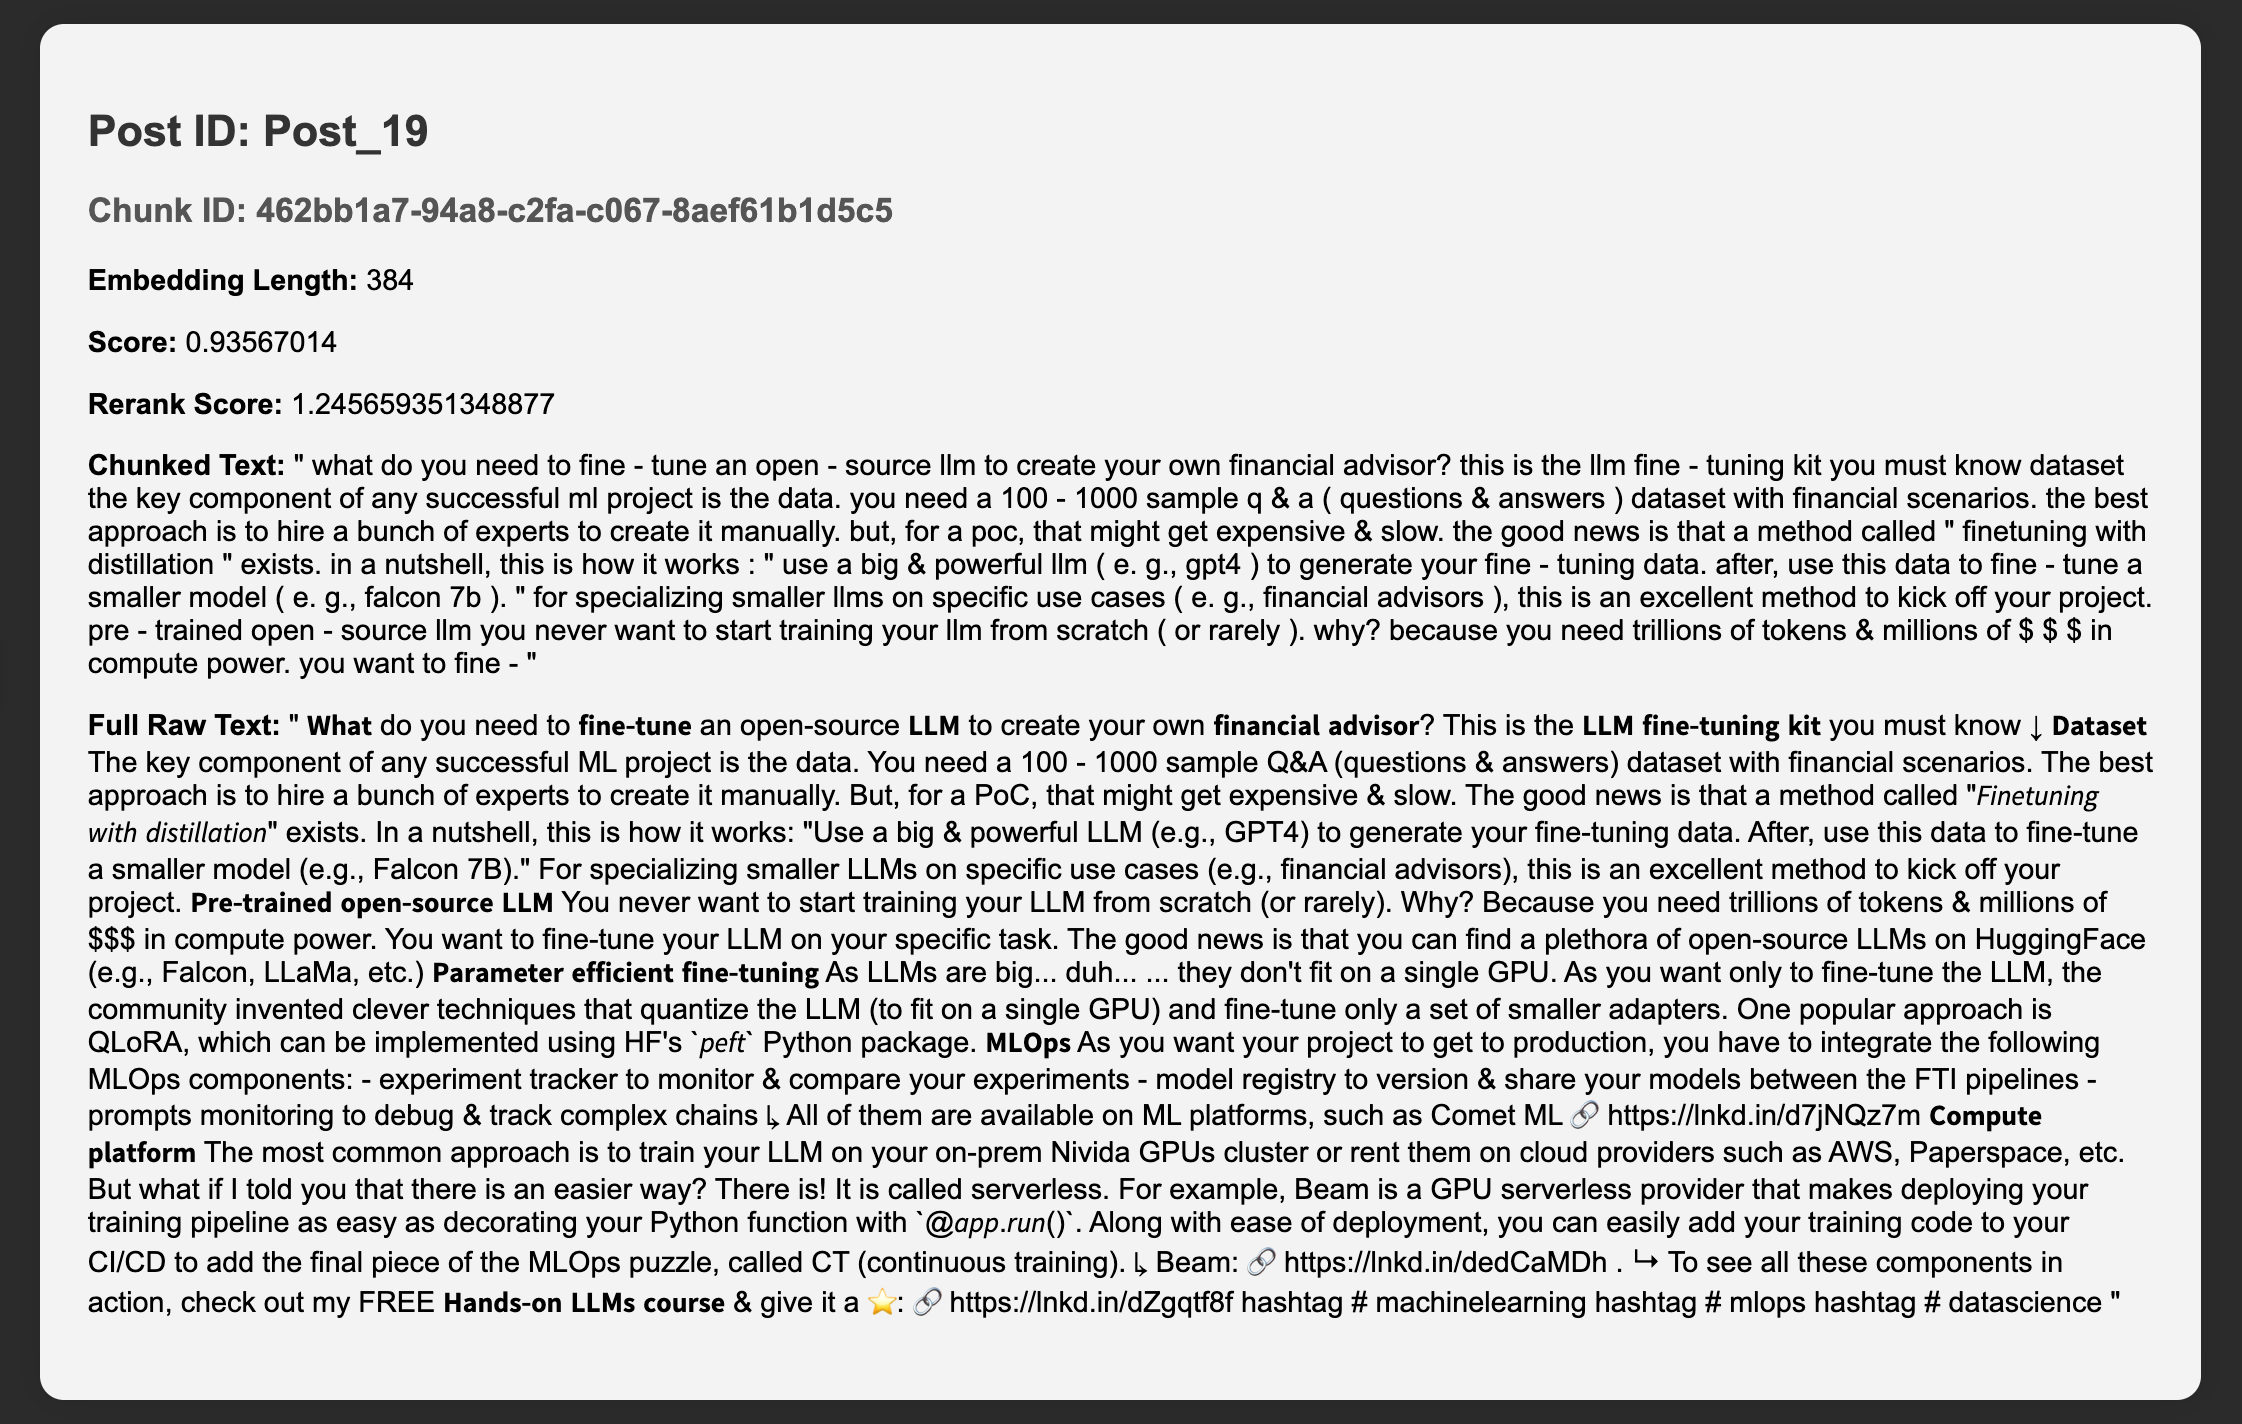 Post ID: Post_19
Chunk ID: 462bb1a7-94a8-c2fa-c067-8aef61b1d5c5
Embedding Length: 384
Score: 0.93567014
Rerank Score: 1.245659351348877
Chunked Text: " what do you need to fine - tune an open - source llm to create your own financial advisor? this is the llm fine - tuning kit you must know dataset
the key component of any successful ml project is the data. you need a 100 - 1000 sample q & a ( questions & answers ) dataset with financial scenarios. the best
approach is to hire a bunch of experts to create it manually. but, for a poc, that might get expensive & slow. the good news is that a method called " finetuning with
distillation " exists. in a nutshell, this is how it works : " use a big & powerful llm ( e. g., gpt4 ) to generate your fine - tuning data. after, use this data to fine - tune a
smaller model ( e. g., falcon 7b ). " for specializing smaller llms on specific use cases ( e. g., financial advisors ), this is an excellent method to kick off your project.
pre - trained open - source llm you never want to start training your llm from scratch ( or rarely ). why? because you need trillions of tokens & millions of $ $ $ in
compute power. you want to fine - "
Full Raw Text: " What do you need to fine-tune an open-source LLM to create your own financial advisor? This is the LLM fine-tuning kit you must know ↓ Dataset
The key component of any successful ML project is the data. You need a 100 - 1000 sample Q&A (questions & answers) dataset with financial scenarios. The best
approach is to hire a bunch of experts to create it manually. But, for a PoC, that might get expensive & slow. The good news is that a method called "Finetuning
with distillation" exists. In a nutshell, this is how it works: "Use a big & powerful LLM (e.g., GPT4) to generate your fine-tuning data. After, use this data to fine-tune
a smaller model (e.g., Falcon 7B)." For specializing smaller LLMs on specific use cases (e.g., financial advisors), this is an excellent method to kick off your
project. Pre-trained open-source LLM You never want to start training your LLM from scratch (or rarely). Why? Because you need trillions of tokens & millions of
$$$ in compute power. You want to fine-tune your LLM on your specific task. The good news is that you can find a plethora of open-source LLMs on HuggingFace
(e.g., Falcon, LLaMa, etc.) Parameter efficient fine-tuning As LLMs are big... duh... ... they don't fit on a single GPU. As you want only to fine-tune the LLM, the
community invented clever techniques that quantize the LLM (to fit on a single GPU) and fine-tune only a set of smaller adapters. One popular approach is
QLoRA, which can be implemented using HF's `peft` Python package. MLOps As you want your project to get to production, you have to integrate the following
MLOps components: - experiment tracker to monitor & compare your experiments - model registry to version & share your models between the FTI pipelines -
prompts monitoring to debug & track complex chains ↳ All of them are available on ML platforms, such as Comet ML 🔗 https://lnkd.in/d7jNQz7m Compute
platform The most common approach is to train your LLM on your on-prem Nivida GPUs cluster or rent them on cloud providers such as AWS, Paperspace, etc.
But what if I told you that there is an easier way? There is! It is called serverless. For example, Beam is a GPU serverless provider that makes deploying your
training pipeline as easy as decorating your Python function with `@app.run()`. Along with ease of deployment, you can easily add your training code to your
CI/CD to add the final piece of the MLOps puzzle, called CT (continuous training). ↳ Beam: 🔗 https://lnkd.in/dedCaMDh . ↪ To see all these components in
action, check out my FREE Hands-on LLMs course & give it a ⭐: 🔗 https://lnkd.in/dZgqtf8f hashtag # machinelearning hashtag # mlops hashtag # datascience "